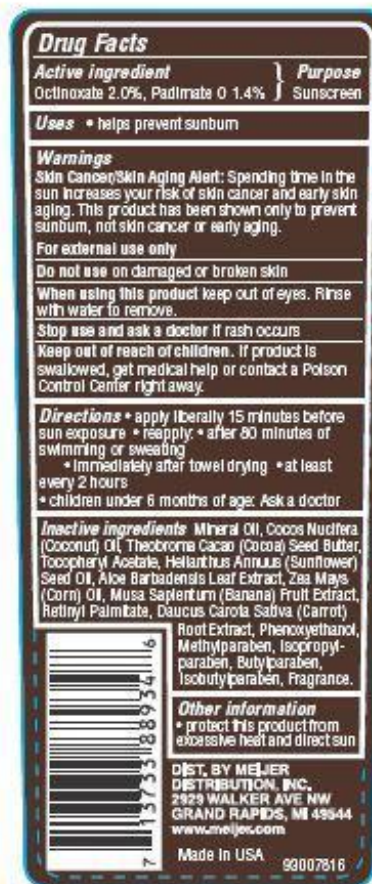 Drug Facts
Active ingredient Purpose
Octinoxate 2.0%, Padimate O 1.4% } Sunscreen
Uses • helps prevent sunburn
Warnings
Skin Cancer/Skin Aging Alert: Spending time in the
sun increases your risk of skin cancer and early skin
aging. This product has been shown only to prevent
sunburn, not skin cancer or early aging.
For external use only
Do not use on damaged or broken skin
When using this product keep out of eyes. Rinse
with water to remove.
Stop use and ask a doctor if rash occurs
Keep out of reach of children. If product is
swallowed, get medical help or contact a Poison
Control Center right away.
Directions • apply liberally 15 minutes before
sun exposure • reapply: • after 80 minutes of
swimming or sweating
• immediately after towel drying • at least
every 2 hours
• children under 6 months of age: Ask a doctor
Inactive ingredients Mineral Oil, Cocos Nucifera
(Coconut) Oil, Theobroma Cacao (Cocoa) Seed Butter,
Tocopheryl Acetate, Helianthus Annuus (Sunflower)
Seed Oil, Aloe Barbadensis Leaf Extract, Zea Mays
(Corn) Oil, Musa Sapientum (Banana) Fruit Extract,
Retinyl Palmitate, Daucus Carota Sativa (Carrot)
Root Extract, Phenoxyethanol,
Methylparaben, Isopropyl-
paraben, Butylparaben,
Isobutylparaben, Fragrance.
Other information
• protect this product from
excessive heat and direct sun
7 13733 88934 6
DIST. BY MEIJER
DISTRIBUTION, INC.
2929 WALKER AVE NW
GRAND RAPIDS, MI 49544
www.meijer.com
Made in USA
93007816